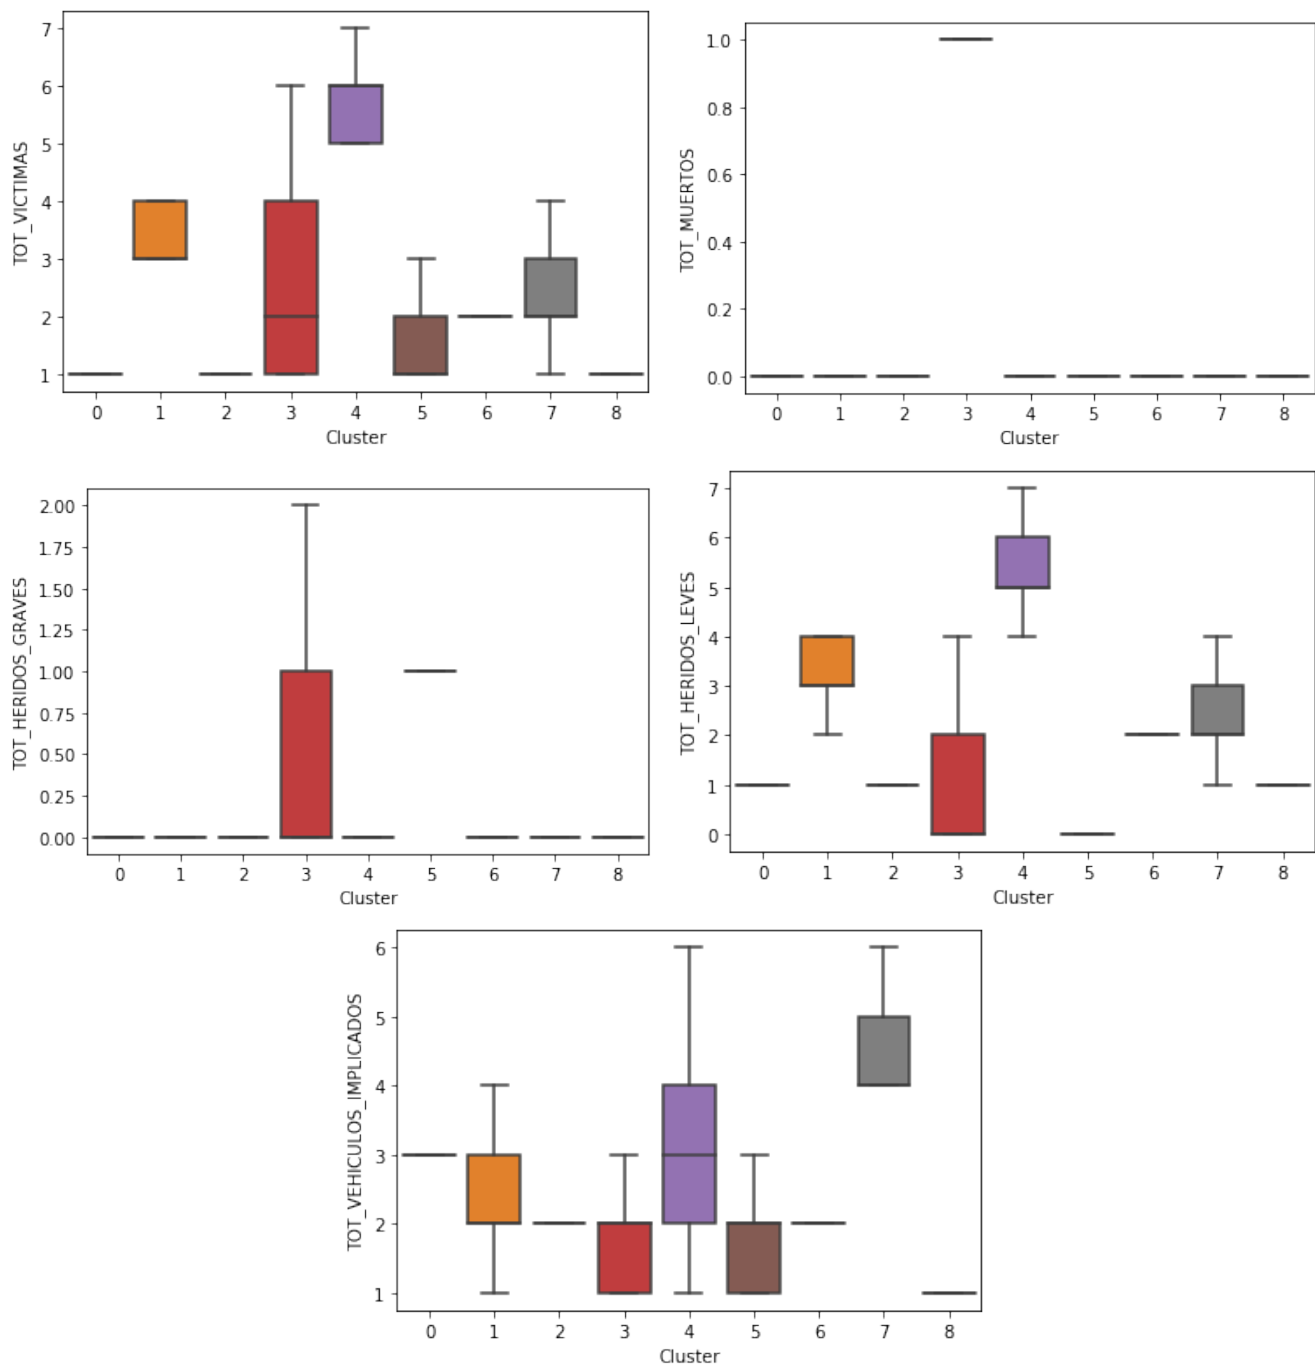 TOT_VICTIMAS
7
6
5
4
3
2
1
0 1 2 3 4 5 6 7 8
Cluster
TOT_MUERTOS
1.0
0.8
0.6
0.4
0.2
0.0
0 1 2 3 4 5 6 7 8
Cluster
TOT_HERIDOS_GRAVES
2.00
1.75
1.50
1.25
1.00
0.75
0.50
0.25
0.00
0 1 2 3 4 5 6 7 8
Cluster
TOT_HERIDOS_LEVES
7
6
5
4
3
2
1
0
0 1 2 3 4 5 6 7 8
Cluster
TOT_VEHICULOS_IMPLICADOS
6
5
4
3
2
1
0 1 2 3 4 5 6 7 8
Cluster